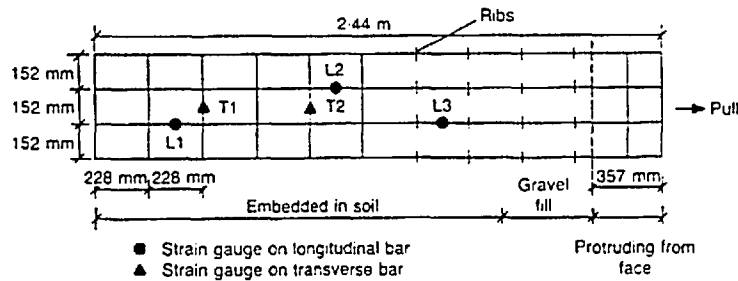 2·44 m
Ribs
152 mm
152 mm
152 mm
L2
T1
T2
L3
L1
Pull
228 mm 228 mm
357 mm
Embedded in soil
Gravel
fill
● Strain gauge on longitudinal bar
▲ Strain gauge on transverse bar
Protruding from
face